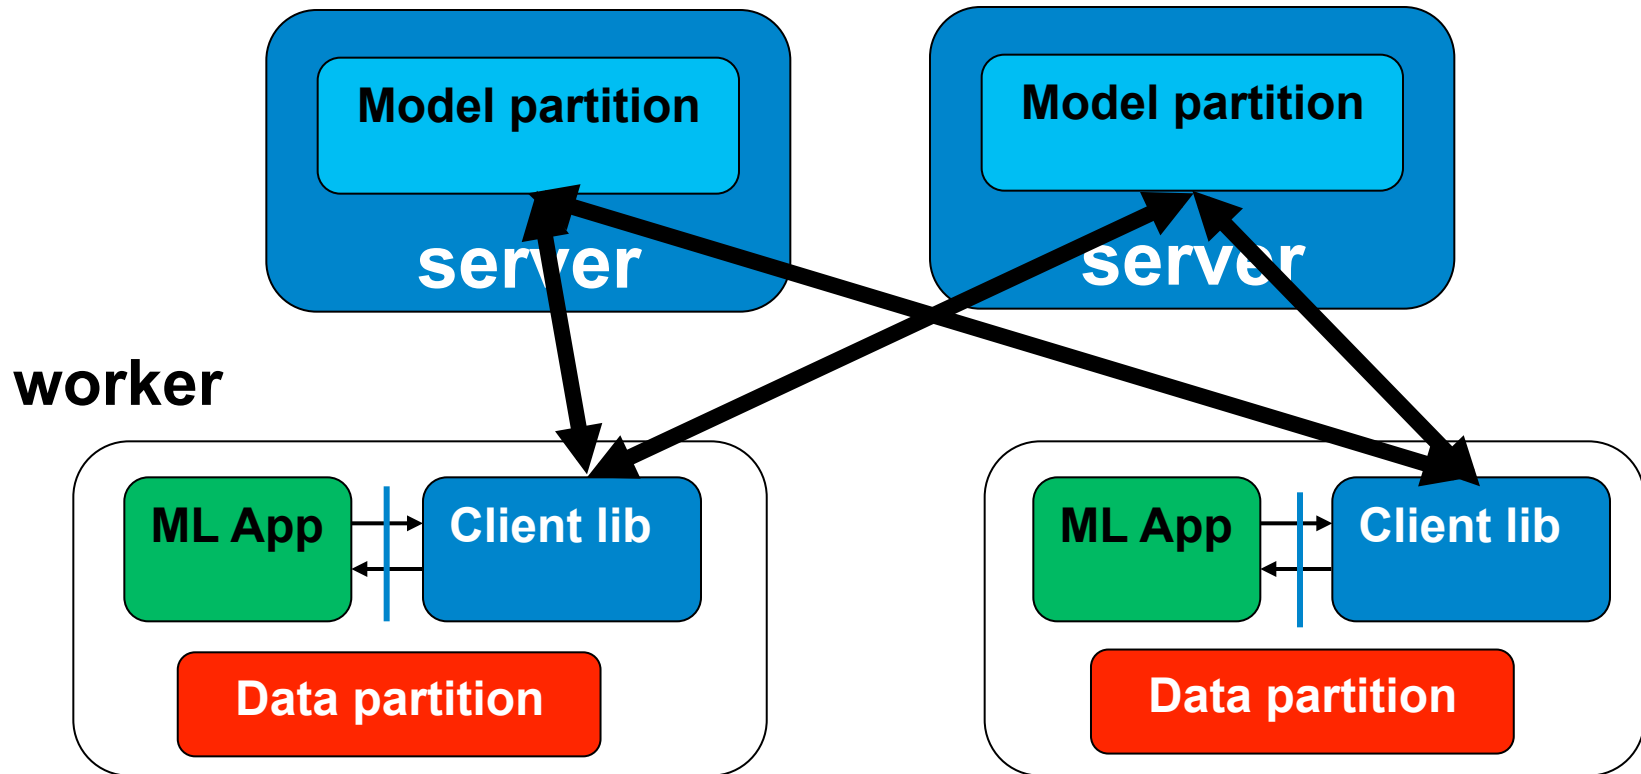 Model partition
Model partition
server
server
worker
ML App
Client lib
ML App
Client lib
Data partition
Data partition